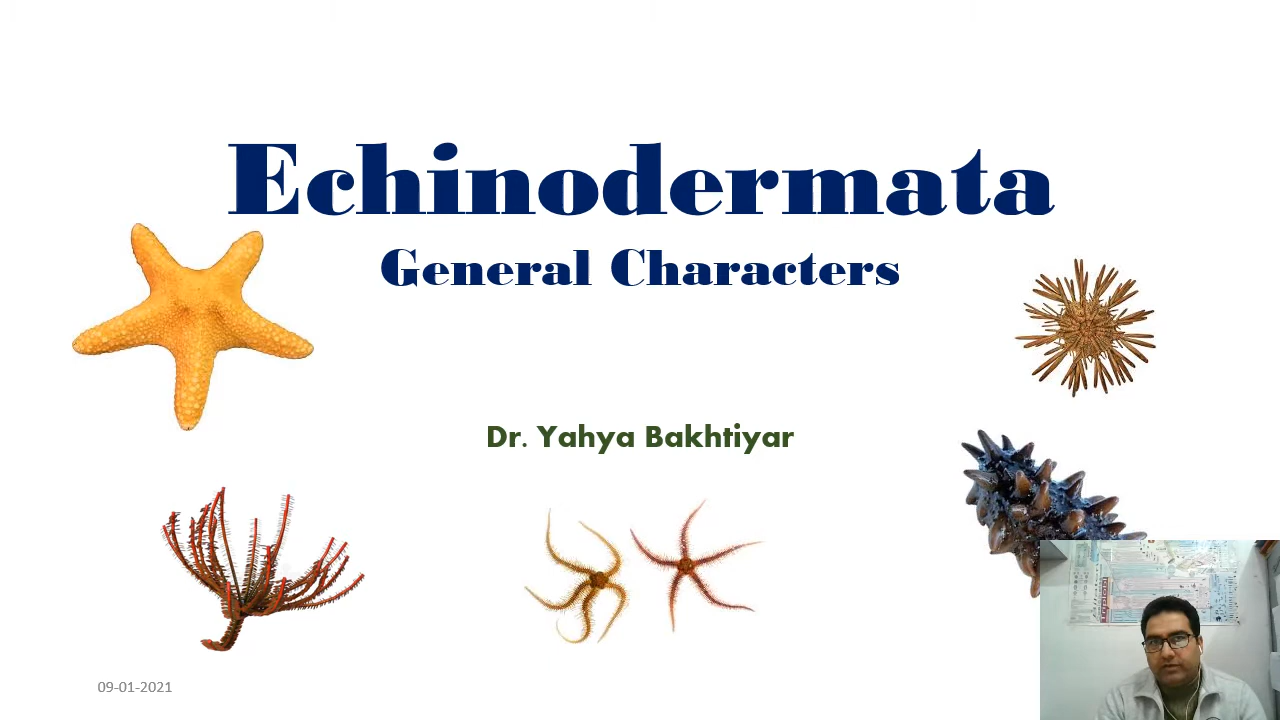 Echinodermata
General Characters
Dr. Yahya Bakhtiyar
09-01-2021